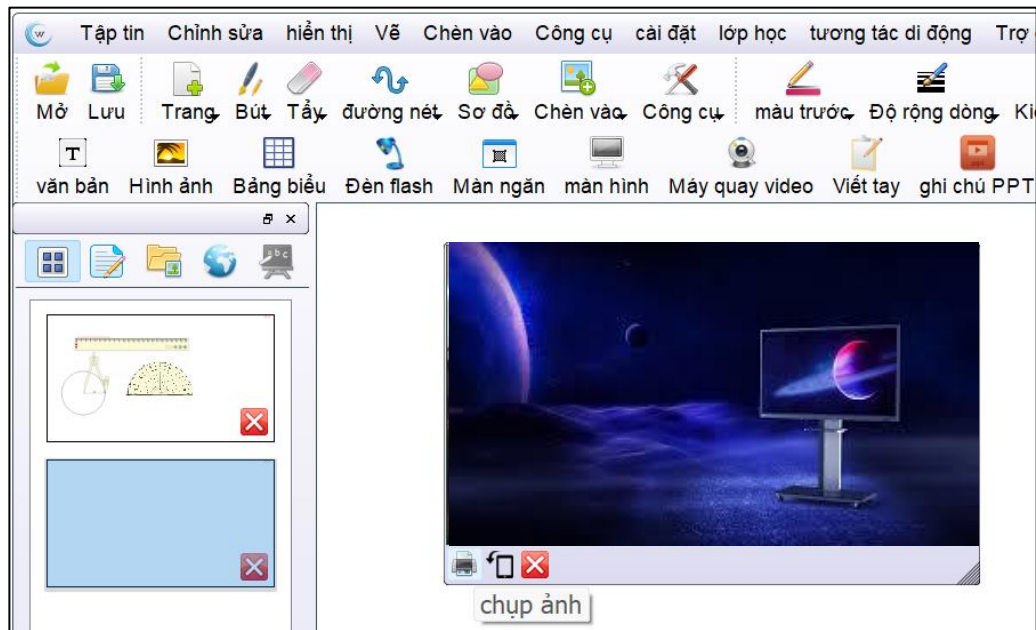 Tập tin Chỉnh sửa hiển thị Vẽ Chèn vào Công cụ cài đặt lớp học tương tác di động Trợ
Mở Lưu Trang Bút Tẩy đường nét Sơ đồ Chèn vào Công cụ màu trước Độ rộng dòng Ki
T
văn bản Hình ảnh Bảng biểu Đèn flash Màn ngăn màn hình Máy quay video Viết tay ghi chú PPT
abc
chụp ảnh